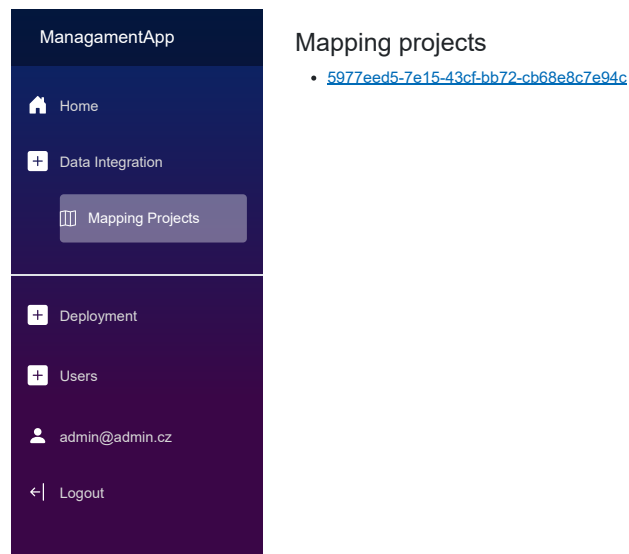 ManagamentApp
Home
Data Integration
Mapping Projects
Deployment
Users
admin@admin.cz
Logout
Mapping projects
5977eed5-7e15-43cf-bb72-cb68e8c7e94c